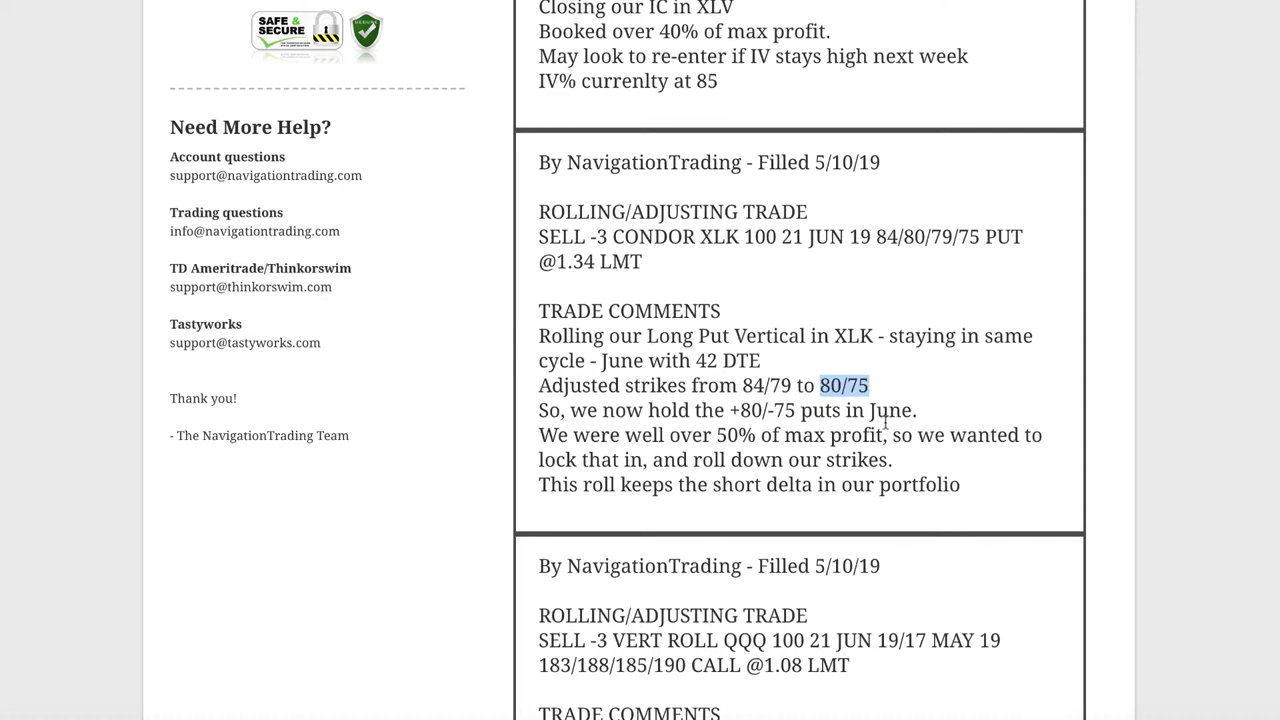 SAFE &
SECURE
SECURE
Need More Help?
Account questions
support@navigationtrading.com
Trading questions
info@navigationtrading.com
TD Ameritrade/Thinkorswim
support@thinkorswim.com
Tastyworks
support@tastyworks.com
Thank you!
- The NavigationTrading Team
Closing our IC in XLV
Booked over 40% of max profit.
May look to re-enter if IV stays high next week
IV% currenlty at 85
By NavigationTrading - Filled 5/10/19
ROLLING/ADJUSTING TRADE
SELL -3 CONDOR XLK 100 21 JUN 19 84/80/79/75 PUT
@1.34 LMT
TRADE COMMENTS
Rolling our Long Put Vertical in XLK - staying in same
cycle - June with 42 DTE
Adjusted strikes from 84/79 to 80/75
So, we now hold the +80/-75 puts in June.
We were well over 50% of max profit, so we wanted to
lock that in, and roll down our strikes.
This roll keeps the short delta in our portfolio
By NavigationTrading - Filled 5/10/19
ROLLING/ADJUSTING TRADE
SELL -3 VERT ROLL QQQ 100 21 JUN 19/17 MAY 19
183/188/185/190 CALL @1.08 LMT
TRADE COMMENTS